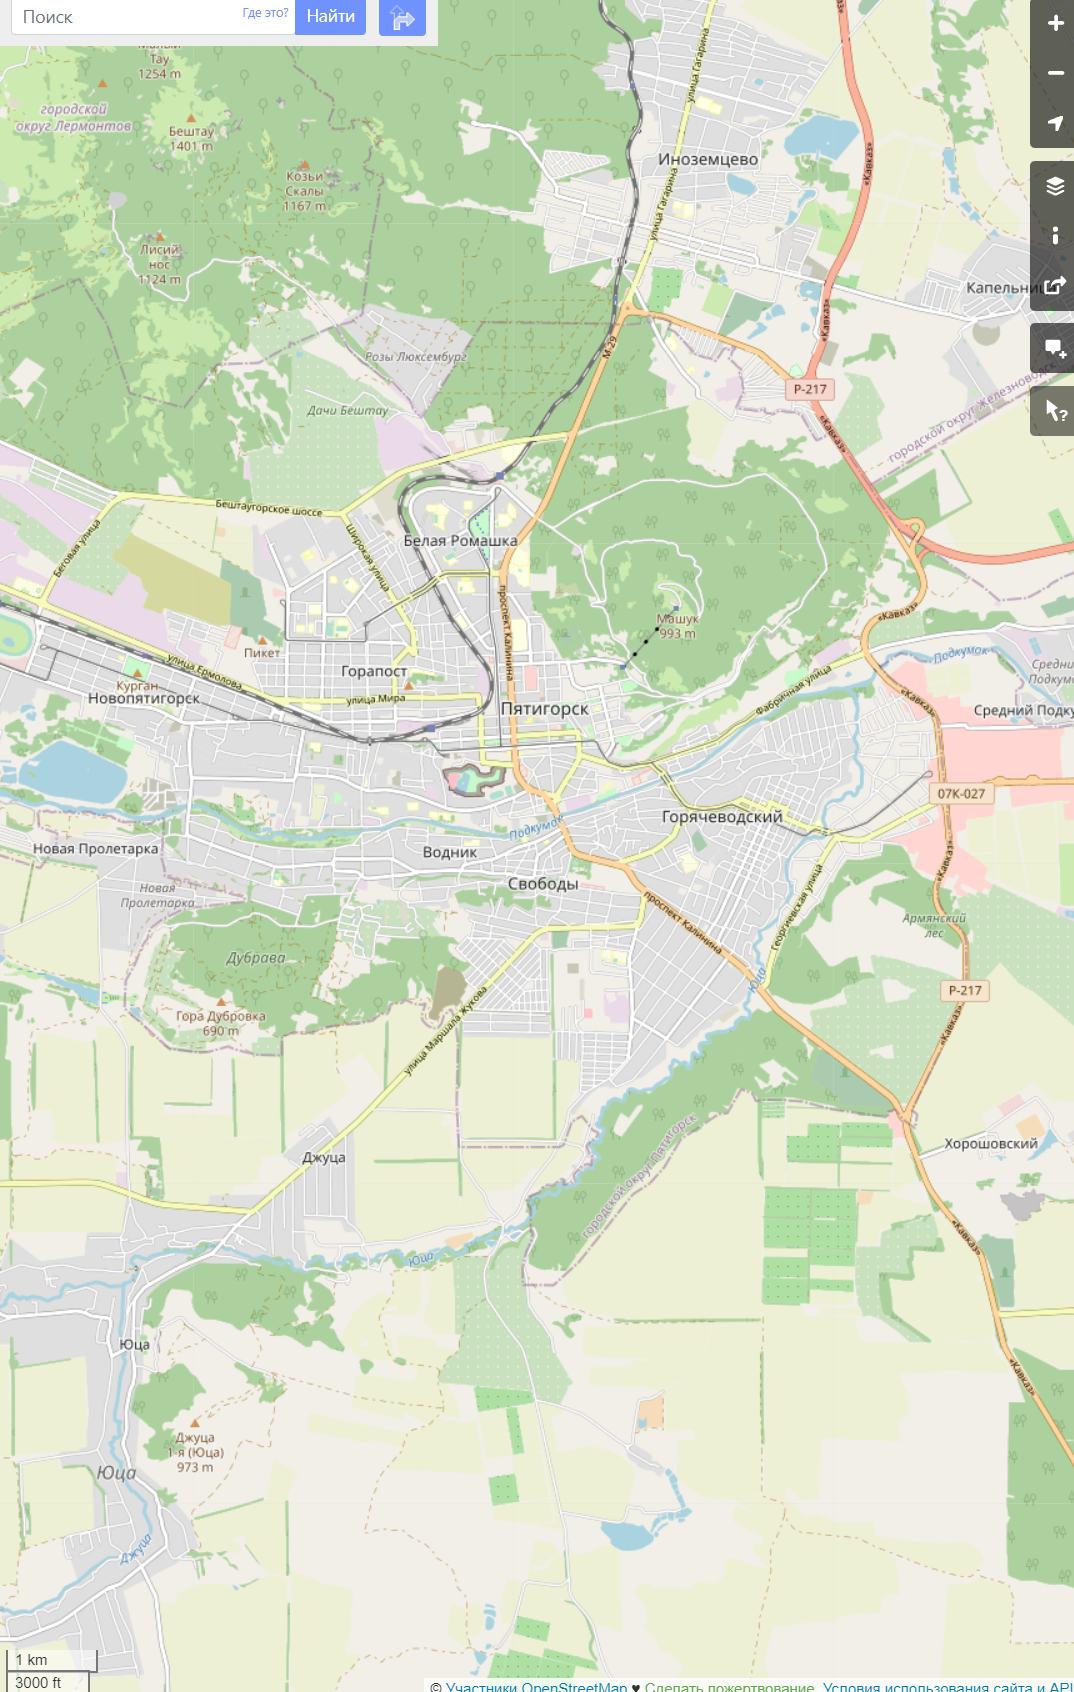 Поиск
Где это?
Найти
Малый
Тау
1254 m
городской
округ Лермонтов
Бештау
1401 m
Козьи
Скалы
1167 m
Лисий
нос
1124 m
улица Гагарина
Иноземцево
«Кавказ»
улица Гагарина
Капельниц
«Кавказ»
М-29
Розы Люксембург
Р-217
городской округ Железноводск
Дачи Бештау
«Кавказ»
Бештаугорское шоссе
Беговая улица
Широкая улица
Белая Ромашка
проспект Калинина
Машук
993 m
«Кавказ»
Пикет
Подкумок
улица Ермолова
Горапост
Средний
Подкумок
Курган
Новопятигорск
улица Мира
Фабричная улица
«Кавказ»
Пятигорск
Средний Подку
07К-027
Подкумок
Горячеводский
Новая Пролетарка
Водник
«Кавказ»
Свободы
Новая
Пролетарка
проспект Калинина
Георгиевская улица
Армянский
лес
Дубрава
Юца
Р-217
Гора Дубровка
690 m
улица Маршала Жукова
«Кавказ»
городской округ Пятигорск
Хорошовский
Джуца
«Кавказ»
Юца
Юца
«Кавказ»
Джуца
1-я (Юца)
973 m
Юца
Джуца
1 km
3000 ft
© Участники OpenStreetMap ♥ Сделать пожертвование. Условия использования сайта и API